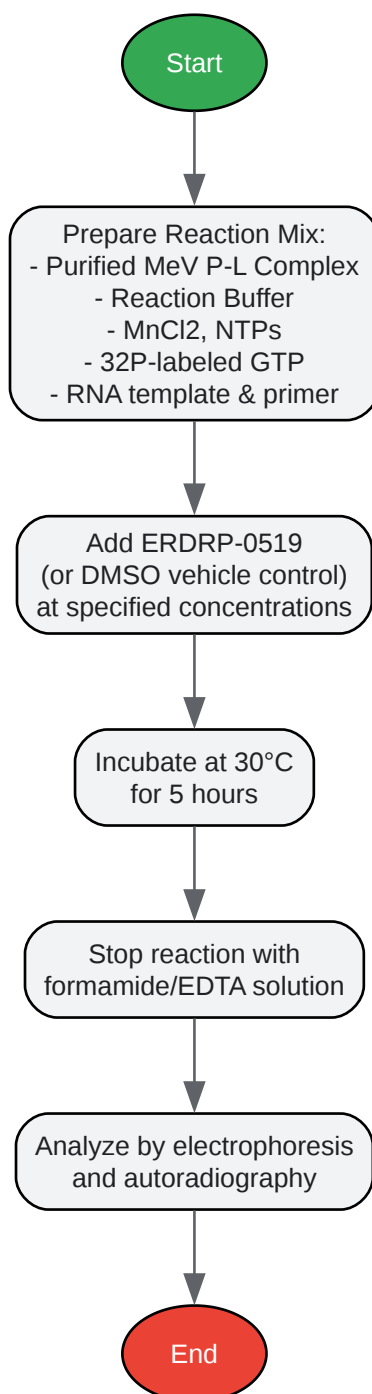 Start
Prepare Reaction Mix:
- Purified MeV P-L Complex
- Reaction Buffer
- MnCl2, NTPs
- 32P-labeled GTP
- RNA template & primer
Add ERDRP-0519
(or DMSO vehicle control)
at specified concentrations
Incubate at 30°C
for 5 hours
Stop reaction with
formamide/EDTA solution
Analyze by electrophoresis
and autoradiography
End